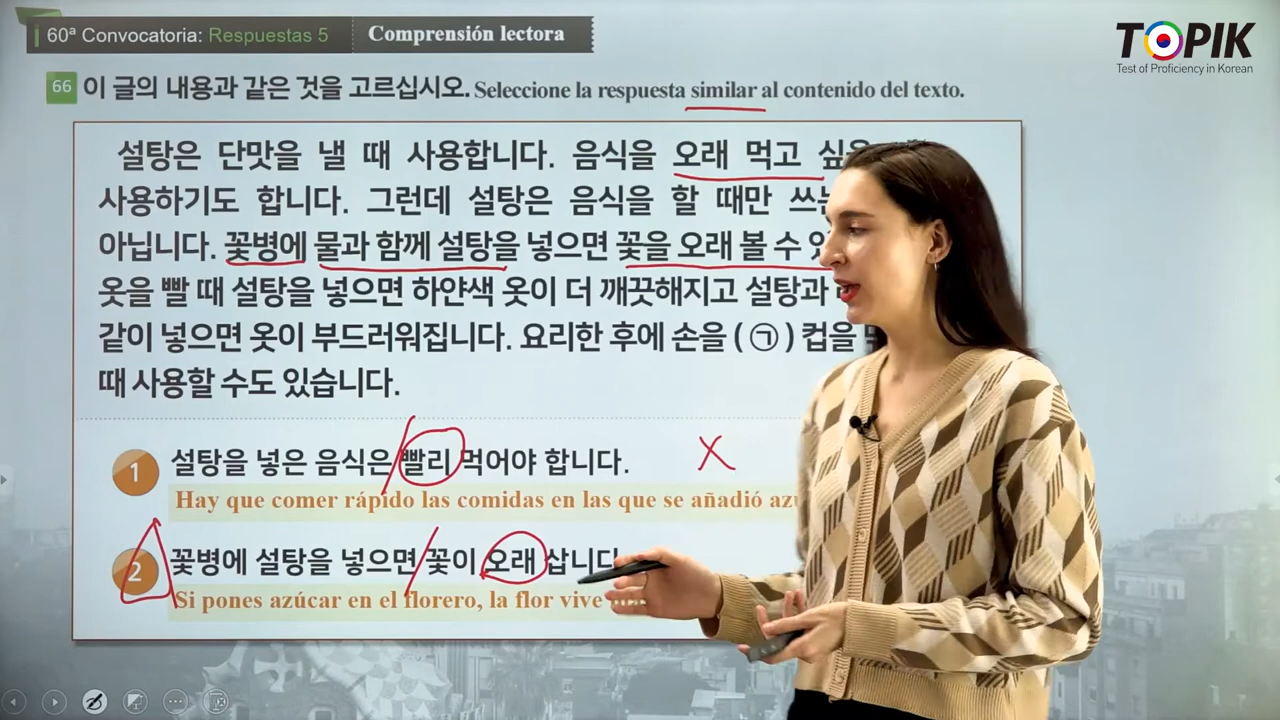 60ª Convocatoria: Respuestas 5 Comprensión lectora
TOPIK
Test of Proficiency in Korean
66 이 글의 내용과 같은 것을 고르십시오. Seleccione la respuesta similar al contenido del texto.
설탕은 단맛을 낼 때 사용합니다. 음식을 오래 먹고
사용하기도 합니다. 그런데 설탕은 음식을 할 때만
아닙니다. 꽃병에 물과 함께 설탕을 넣으면 꽃을 오래 볼 수
옷을 빨 때 설탕을 넣으면 하얀색 옷이 더 깨끗해지고 설탕과
같이 넣으면 옷이 부드러워집니다. 요리한 후에 손을 ( ㉠ ) 컵을
때 사용할 수도 있습니다.
1 설탕을 넣은 음식은 빨리 먹어야 합니다. X
Hay que comer rápido las comidas en las que se añadió
2 꽃병에 설탕을 넣으면 꽃이 오래 삽니다
Si pones azúcar en el florero, la flor vive